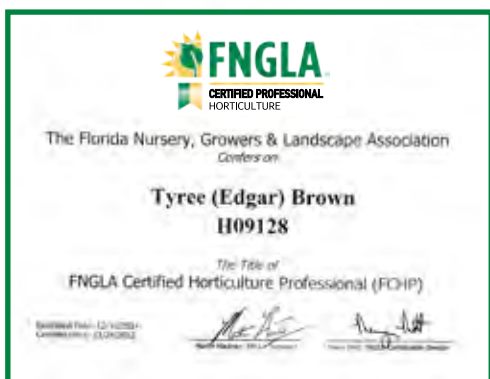 FNGLA
CERTIFIED PROFESSIONAL
HORTICULTURE
The Florida Nursery, Growers & Landscape Association
Confers on
Tyree (Edgar) Brown
H09128
The Title of
FNGLA Certified Horticulture Professional (FCHP)